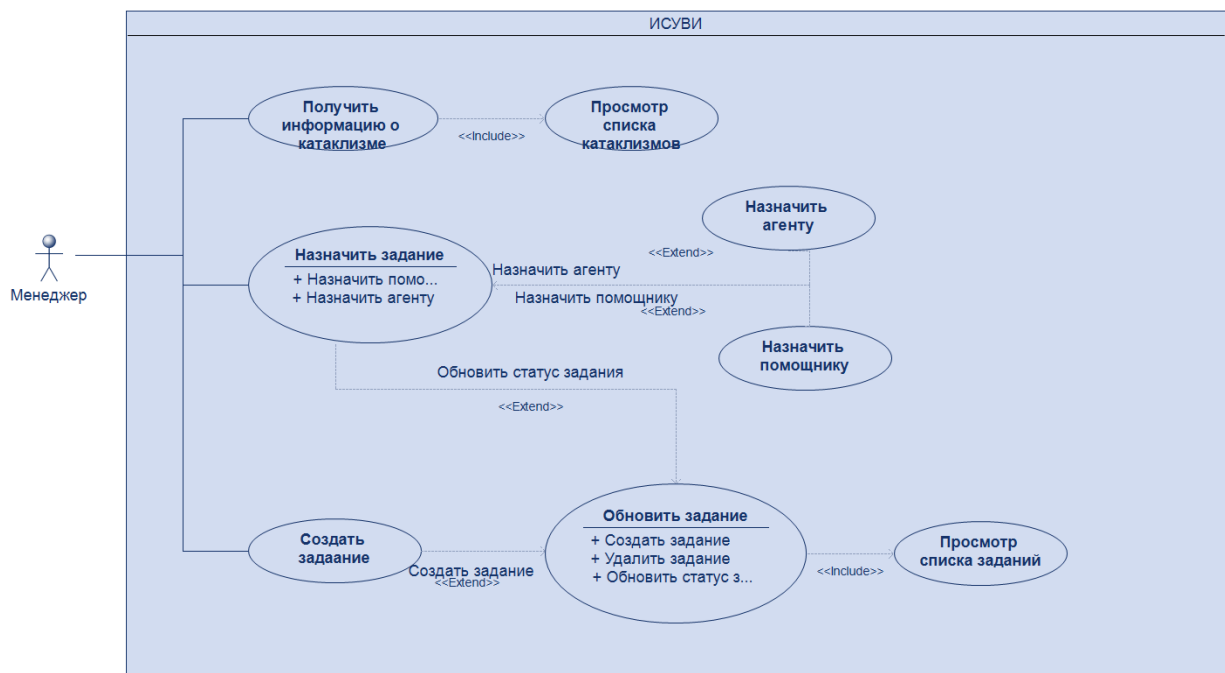 ИСУВИ
Получить
информацию о
катаклизме
<<Include>>
Просмотр
списка
катаклизмов
Назначить
агенту
<<Extend>>
Менеджер
Назначить задание
+ Назначить помо...
+ Назначить агенту
Назначить агенту
Назначить помощнику
<<Extend>>
Назначить
помощнику
Обновить статус задания
<<Extend>>
Создать
задаание
Создать задание
<<Extend>>
Обновить задание
+ Создать задание
+ Удалить задание
+ Обновить статус з...
<<Include>>
Просмотр
списка заданий